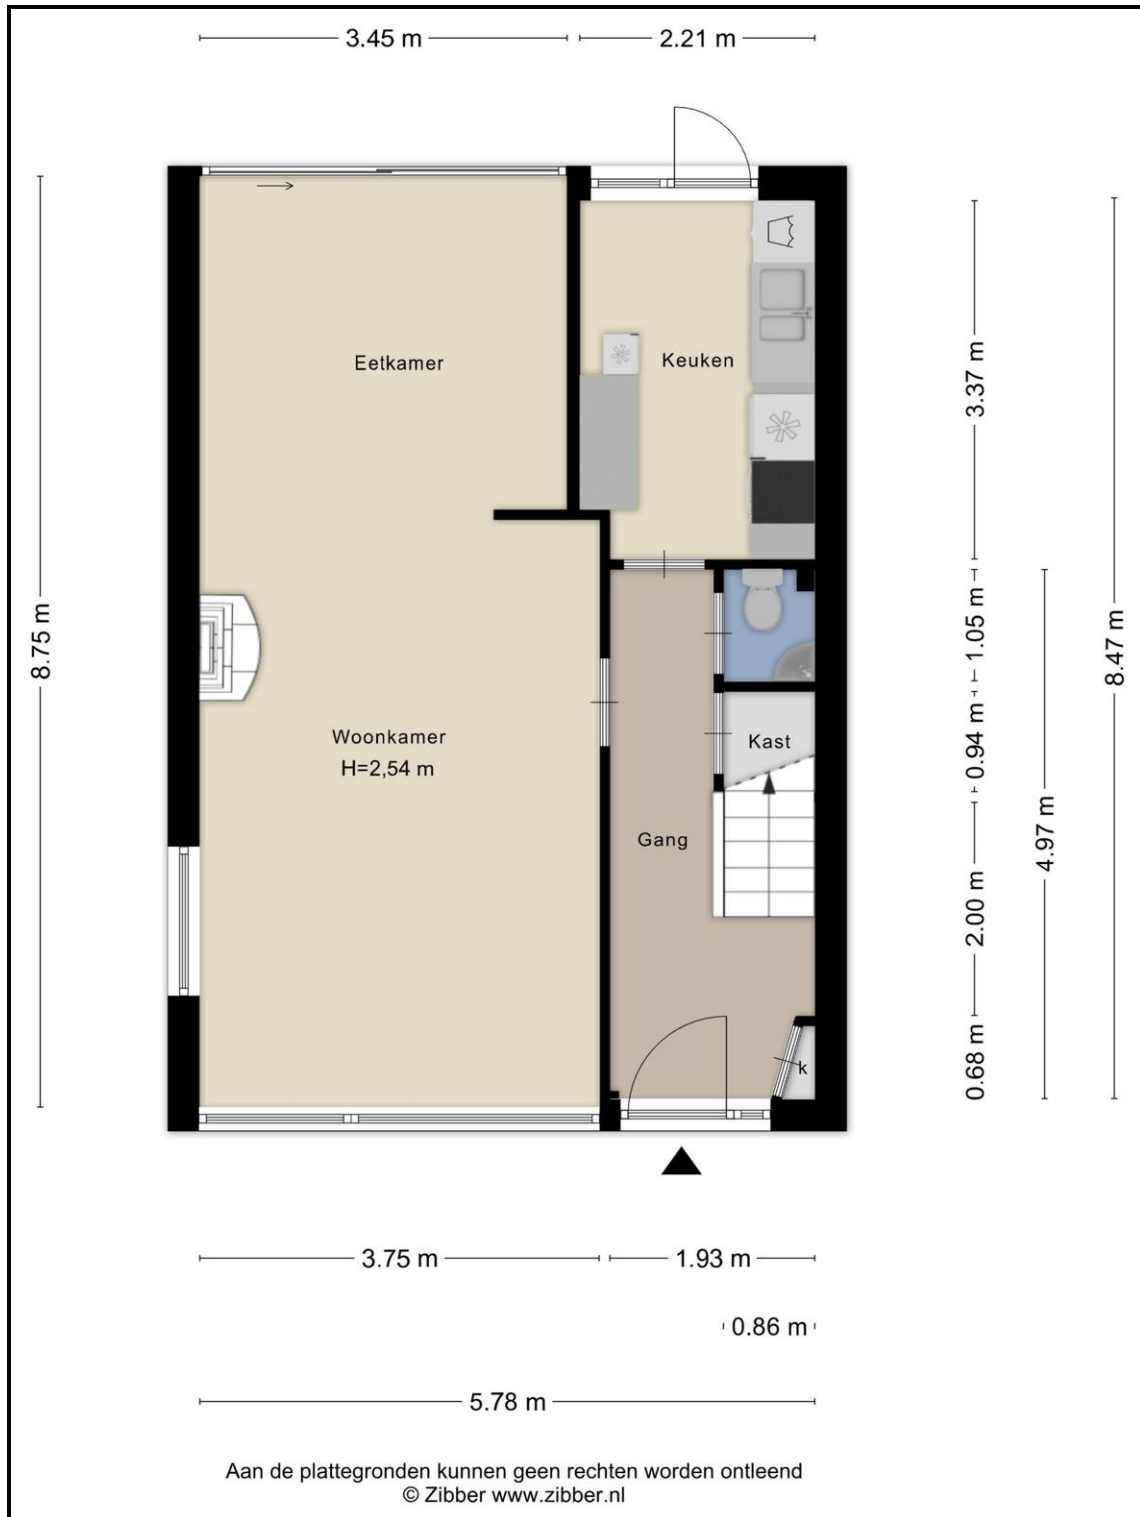 3.45 m
2.21 m
Eetkamer
Keuken
3.37 m
8.75 m
1.05 m
8.47 m
Woonkamer
H=2,54 m
Kast
0.94 m
Gang
4.97 m
2.00 m
0.68 m
k
3.75 m
1.93 m
0.86 m
5.78 m
Aan de plattegronden kunnen geen rechten worden ontleend
© Zibber www.zibber.nl